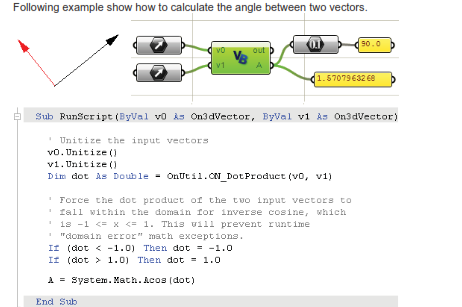 Following example show how to calculate the angle between two vectors.
v0 out
VB
v1 A
90.0
1.5707963268
Sub RunScript(ByVal v0 As On3dVector, ByVal v1 As On3dVector)
' Unitize the input vectors
v0.Unitize()
v1.Unitize()
Dim dot As Double = OnUtil.ON_DotProduct(v0, v1)
' Force the dot product of the two input vectors to
' fall within the domain for inverse cosine, which
' is -1 <= x <= 1. This will prevent runtime
' "domain error" math exceptions.
If (dot < -1.0) Then dot = -1.0
If (dot > 1.0) Then dot = 1.0
A = System.Math.Acos(dot)
End Sub